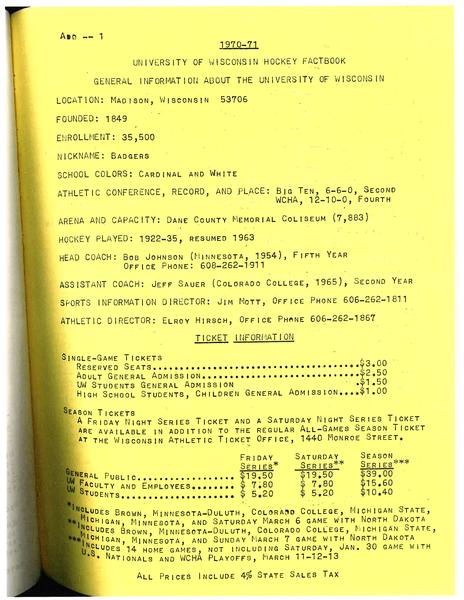 ADD -- 1
1970-71
UNIVERSITY OF WISCONSIN HOCKEY FACTBOOK
GENERAL INFORMATION ABOUT THE UNIVERSITY OF WISCONSIN
LOCATION: MADISON, WISCONSIN 53706
FOUNDED: 1849
ENROLLMENT: 35,500
NICKNAME: BADGERS
SCHOOL COLORS: CARDINAL AND WHITE
ATHLETIC CONFERENCE, RECORD, AND PLACE: BIG TEN, 6-6-0, SECOND
WCHA, 12-10-0, FOURTH
ARENA AND CAPACITY: DANE COUNTY MEMORIAL COLISEUM (7,883)
HOCKEY PLAYED: 1922-35, RESUMED 1963
HEAD COACH: BOB JOHNSON (MINNESOTA, 1954), FIFTH YEAR
OFFICE PHONE: 608-262-1911
ASSISTANT COACH: JEFF SAUER (COLORADO COLLEGE, 1965), SECOND YEAR
SPORTS INFORMATION DIRECTOR: JIM MOTT, OFFICE PHONE 606-262-1811
ATHLETIC DIRECTOR: ELROY HIRSCH, OFFICE PHONE 606-262-1867
TICKET INFORMATION
SINGLE-GAME TICKETS
RESERVED SEATS..............................$3.00
ADULT GENERAL ADMISSION.....................$2.50
UW STUDENTS GENERAL ADMISSION $1.50
HIGH SCHOOL STUDENTS, CHILDREN GENERAL ADMISSION....$1.00
SEASON TICKETS
A FRIDAY NIGHT SERIES TICKET AND A SATURDAY NIGHT SERIES TICKET
ARE AVAILABLE IN ADDITION TO THE REGULAR ALL-GAMES SEASON TICKET
AT THE WISCONSIN ATHLETIC TICKET OFFICE, 1440 MONROE STREET.
FRIDAY SATURDAY SEASON
SERIES* SERIES** SERIES***
GENERAL PUBLIC............. $19.50 $19.50 $39.00
UW FACULTY AND EMPLOYEES....... $ 7.80 $ 7.80 $15.60
UW STUDENTS................ $ 5.20 $ 5.20 $10.40
*INCLUDES BROWN, MINNESOTA-DULUTH, COLORADO COLLEGE, MICHIGAN STATE,
MICHIGAN, MINNESOTA, AND SATURDAY MARCH 6 GAME WITH NORTH DAKOTA
**INCLUDES BROWN, MINNESOTA-DULUTH, COLORADO COLLEGE, MICHIGAN STATE,
MICHIGAN, MINNESOTA, AND SUNDAY MARCH 7 GAME WITH NORTH DAKOTA
***INCLUDES 14 HOME GAMES, NOT INCLUDING SATURDAY, JAN. 30 GAME WITH
U.S. NATIONALS AND WCHA PLAYOFFS, MARCH 11-12-13
ALL PRICES INCLUDE 4% STATE SALES TAX